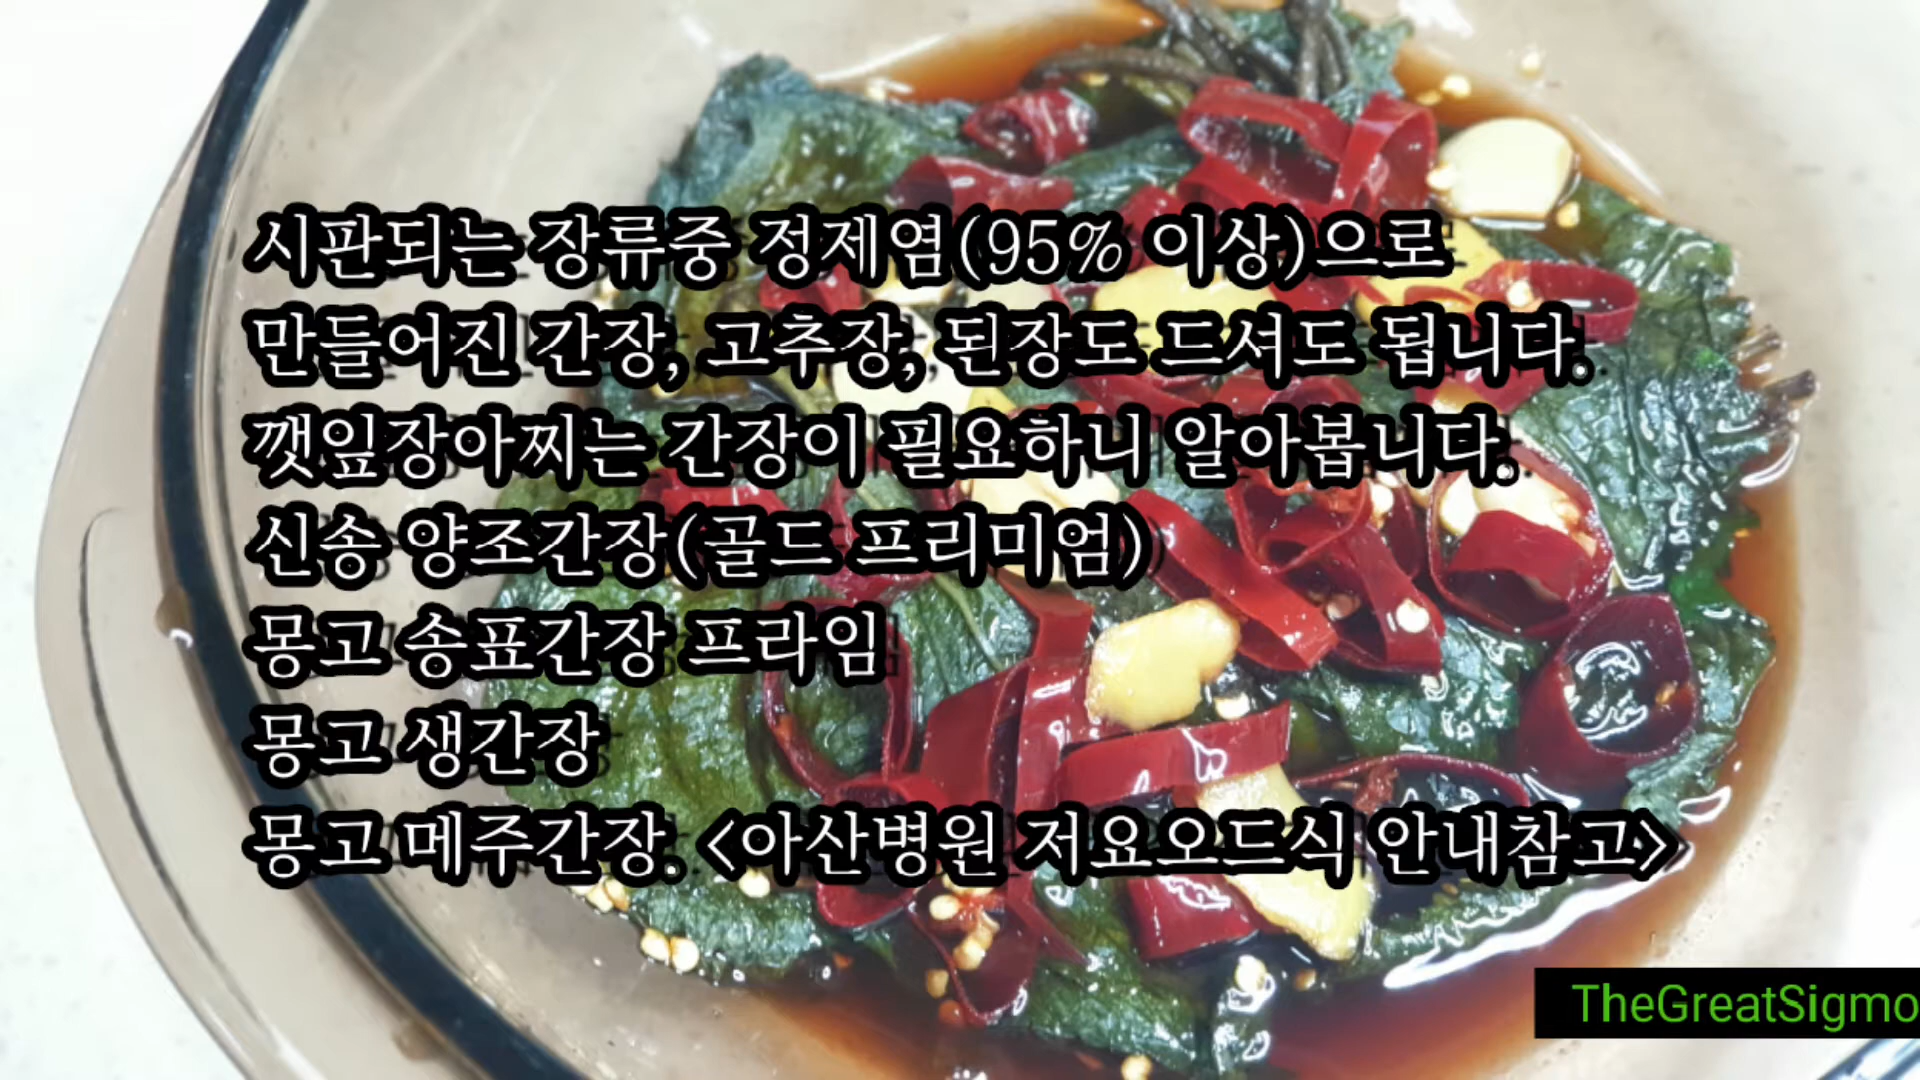 시판되는 장류중 정제염(95% 이상)으로
만들어진 간장, 고추장, 된장도 드셔도 됩니다.
깻잎장아찌는 간장이 필요하니 알아봅니다.
신송 양조간장(골드 프리미엄)
몽고 송표간장 프라임
몽고 생간장
몽고 메주간장. <아산병원 저요오드식 안내참고>
TheGreatSigmo